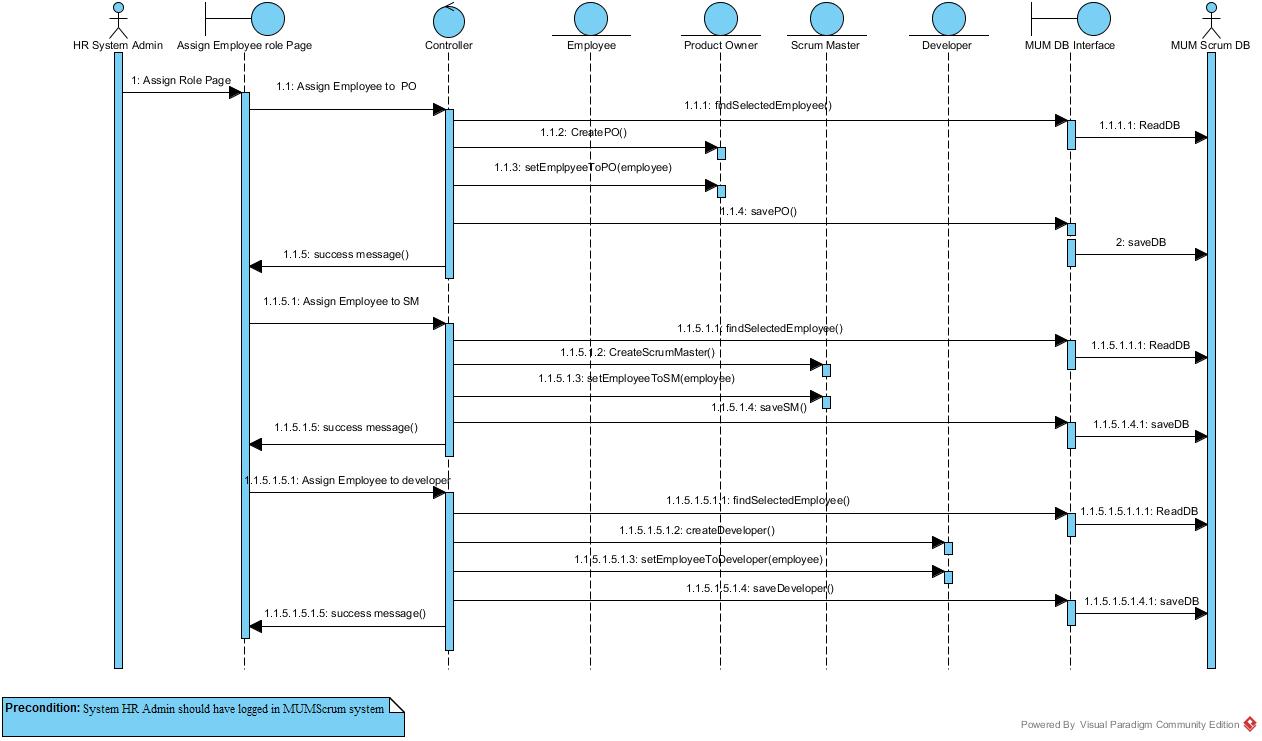 HR System Admin
Assign Employee role Page
Controller
Employee
Product Owner
Scrum Master
Developer
MUM DB Interface
MUM Scrum DB
1: Assign Role Page
1.1: Assign Employee to PO
1.1.1: findSelectedEmployee()
1.1.1.1: ReadDB
1.1.2: CreatePO()
1.1.3: setEmplpyeeToPO(employee)
1.1.4: savePO()
2: saveDB
1.1.5: success message()
1.1.5.1: Assign Employee to SM
1.1.5.1.1: findSelectedEmployee()
1.1.5.1.1.1: ReadDB
1.1.5.1.2: CreateScrumMaster()
1.1.5.1.3: setEmployeeToSM(employee)
1.1.5.1.4: saveSM()
1.1.5.1.4.1: saveDB
1.1.5.1.5: success message()
1.1.5.1.5.1: Assign Employee to developer
1.1.5.1.5.1.1: findSelectedEmployee()
1.1.5.1.5.1.1.1: ReadDB
1.1.5.1.5.1.2: createDeveloper()
1.1.5.1.5.1.3: setEmployeeToDeveloper(employee)
1.1.5.1.5.1.4: saveDeveloper()
1.1.5.1.5.1.4.1: saveDB
1.1.5.1.5.1.5: success message()
Precondition: System HR Admin should have logged in MUMScrum system
Powered By Visual Paradigm Community Edition